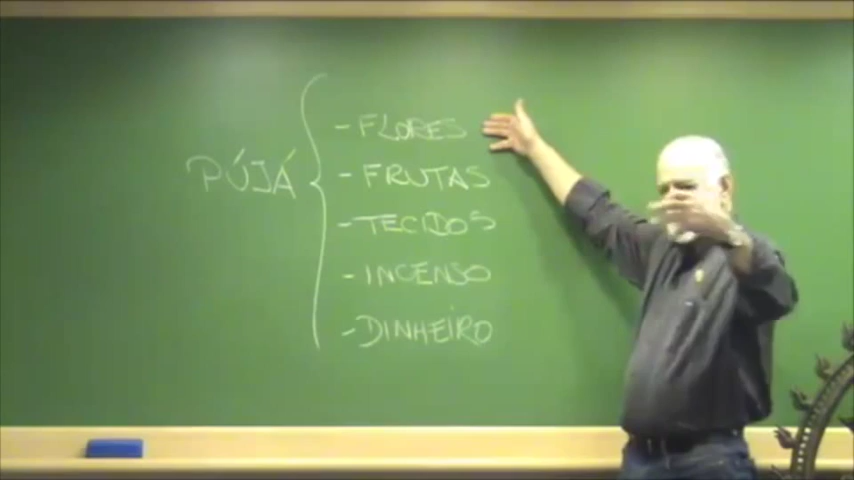 PÚJÁ
- FLORES
- FRUTAS
- TECIDOS
- INCENSO
- DINHEIRO